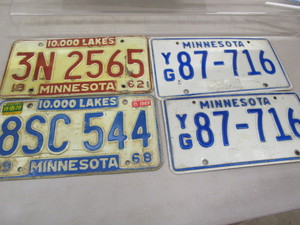 10,000 LAKES
3N 2565
19 MINNESOTA 62
10,000 LAKES
8SC 544
19 MINNESOTA 68
MINNESOTA
YG 87-716
MINNESOTA
YG 87-716